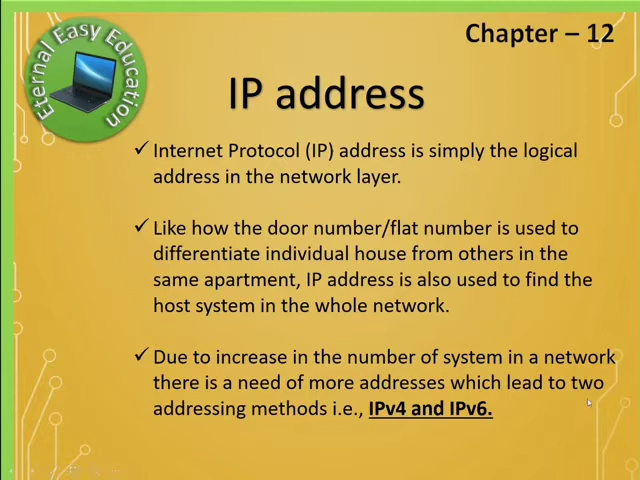 Chapter – 12
Eternal Easy Education
IP address
✓ Internet Protocol (IP) address is simply the logical
address in the network layer.
✓ Like how the door number/flat number is used to
differentiate individual house from others in the
same apartment, IP address is also used to find the
host system in the whole network.
✓ Due to increase in the number of system in a network
there is a need of more addresses which lead to two
addressing methods i.e., IPv4 and IPv6.